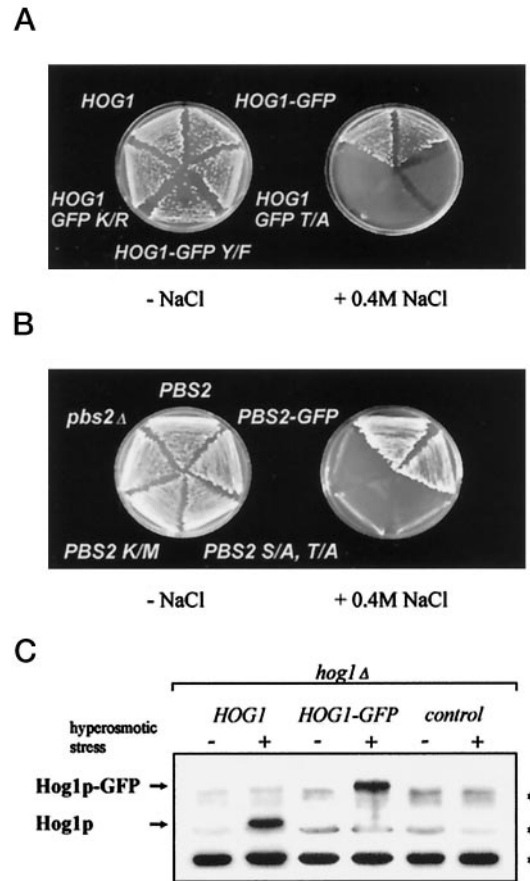 A
HOG1 HOG1-GFP
HOG1 HOG1
GFP K/R GFP T/A
HOG1-GFP Y/F
- NaCl + 0.4M NaCl
B
PBS2
pbs2Δ PBS2-GFP
PBS2 K/M PBS2 S/A, T/A
- NaCl + 0.4M NaCl
C
hog1Δ
HOG1 HOG1-GFP control
hyperosmotic
stress - + - + - +
Hog1p-GFP → *
Hog1p → *
*